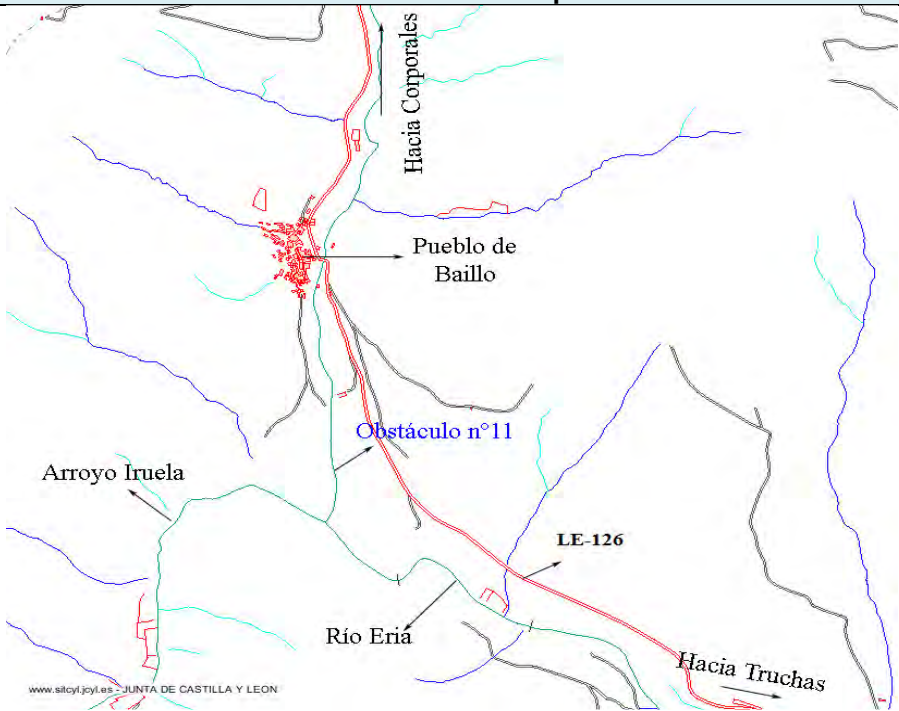 Hacia Corporales
Pueblo de
Baillo
Obstáculo n°11
Arroyo Iruela
LE-126
Río Eria
Hacia Truchas
www.sitcyl.jcyl.es - JUNTA DE CASTILLA Y LEON